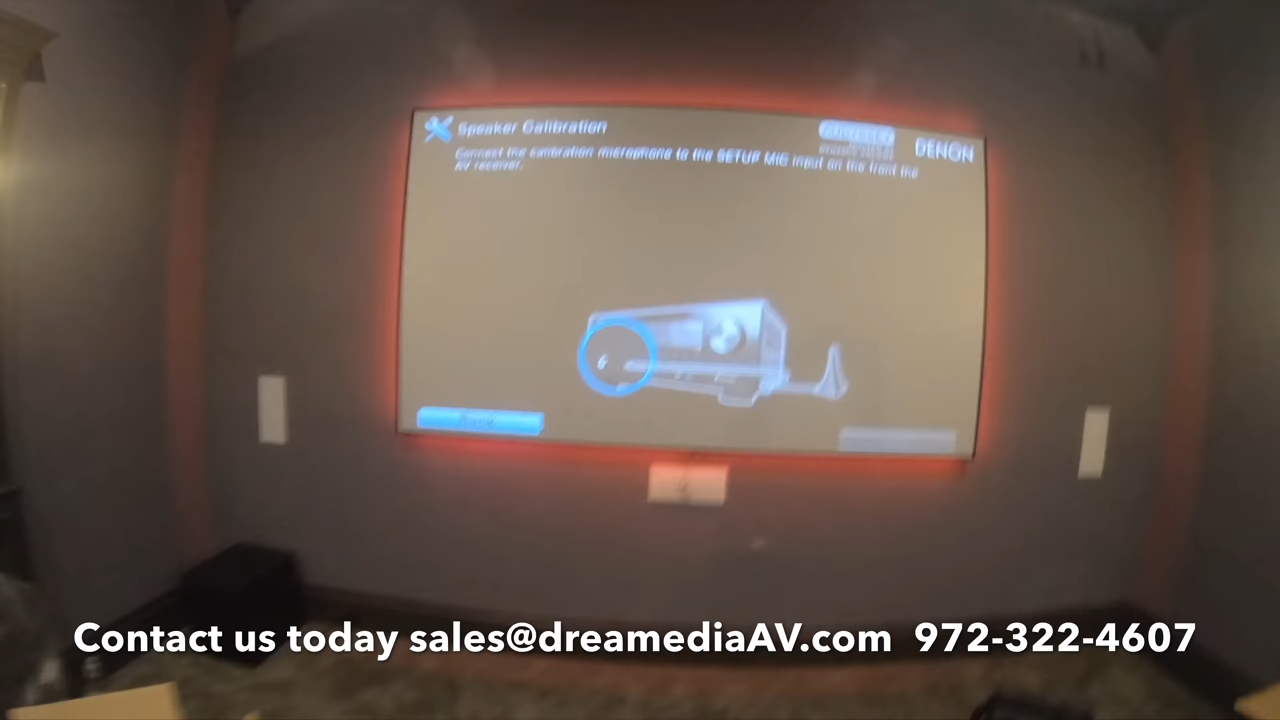 Speaker Calibration
AUDYSSEY
DENON
Connect the calibration microphone to the SETUP MIC input on the front the
AV receiver.
Contact us today sales@dreamediaAV.com 972-322-4607